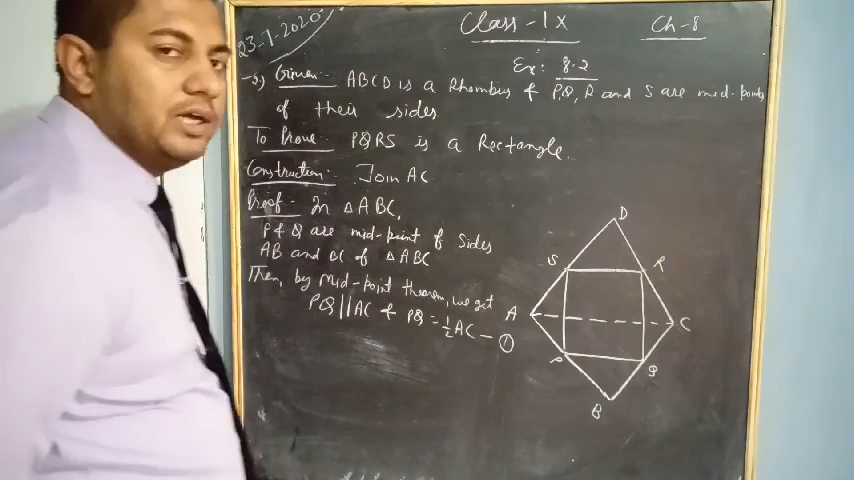 23-7-2020
Class - IX
Ch-8
Ex: 8.2
Given:- ABCD is a Rhombus & P,Q, R and S are mid-points
of their sides
To Prove:- PQRS is a Rectangle.
Construction:- Join AC
Proof:- In △ABC,
P & Q are mid-point of Sides
AB and BC of △ABC
Then, by Mid-point theorem, we get
PQ || AC & PQ = 1/2 AC - ①
D
S R
A C
P Q
B